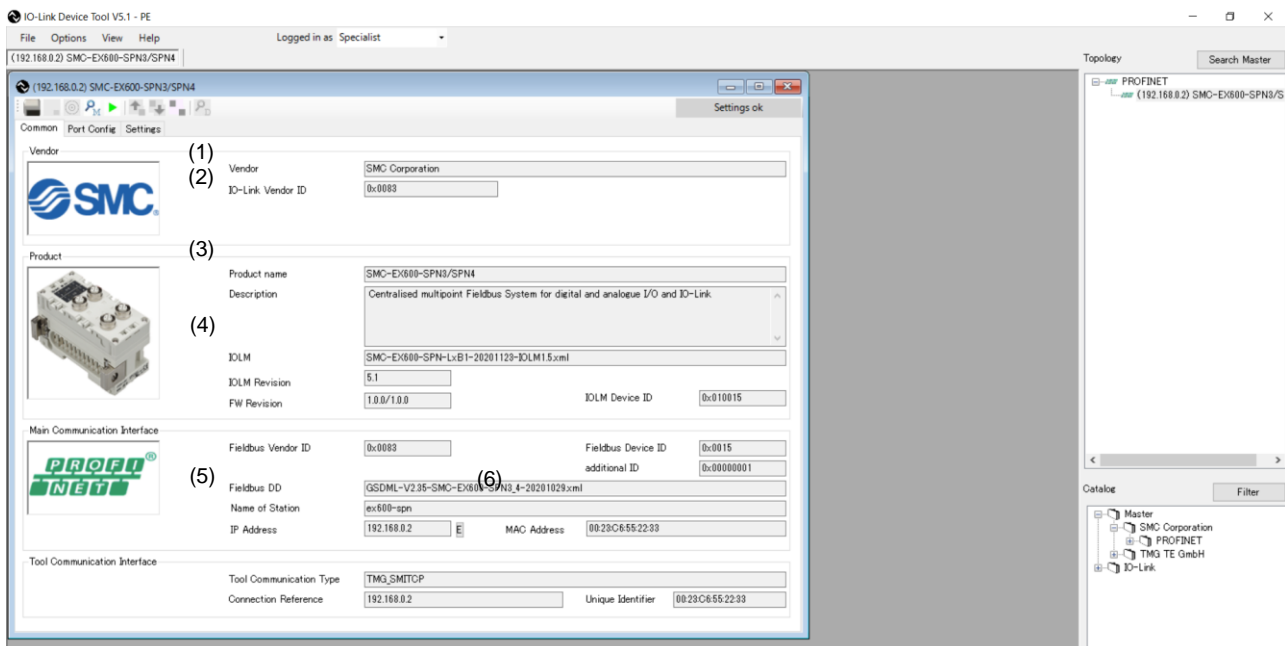 IO-Link Device Tool V5.1 - PE
File Options View Help Logged in as Specialist
(192.168.0.2) SMC-EX600-SPN3/SPN4
Topology Search Master
PROFINET
(192.168.0.2) SMC-EX600-SPN3/S
(192.168.0.2) SMC-EX600-SPN3/SPN4
Settings ok
Common Port Config Settings
Vendor
SMC
(1)
Vendor SMC Corporation
(2)
IO-Link Vendor ID 0x0083
(3)
Product
Product name SMC-EX600-SPN3/SPN4
Description Centralised multipoint Fieldbus System for digital and analogue I/O and IO-Link
(4)
IOLM SMC-EX600-SPN-LxB1-20201123-IOLM1.5.xml
IOLM Revision 5.1
FW Revision 1.0.0/1.0.0 IOLM Device ID 0x010015
Main Communication Interface
PROFI
NET
Fieldbus Vendor ID 0x0083 Fieldbus Device ID 0x0015
additional ID 0x00000001
(5) (6)
Fieldbus DD GSDML-V2.35-SMC-EX600-SPN3_4-20201029.xml
Name of Station ex600-spn
IP Address 192.168.0.2 E MAC Address 00:23:C6:55:22:33
Tool Communication Interface
Tool Communication Type TMG_SMITCP
Connection Reference 192.168.0.2 Unique Identifier 00:23:C6:55:22:33
Catalog Filter
Master
SMC Corporation
PROFINET
TMG TE GmbH
IO-Link